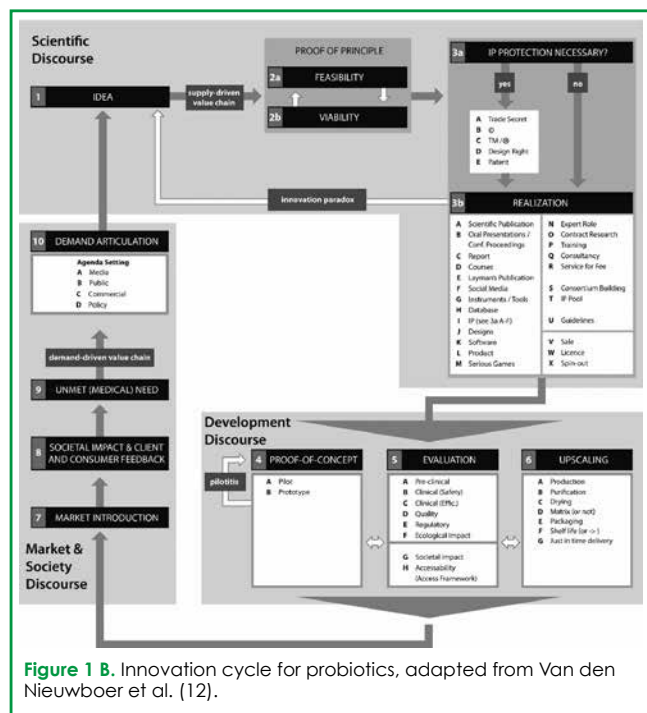 Scientific
Discourse
1 IDEA
supply-driven
value chain
PROOF OF PRINCIPLE
2a FEASIBILITY
2b VIABILITY
3a IP PROTECTION NECESSARY?
yes
no
A Trade Secret
B ©
C TM / ®
D Design Right
E Patent
innovation paradox
3b REALIZATION
A Scientific Publication
B Oral Presentations /
Conf. Proceedings
C Report
D Courses
E Layman's Publication
F Social Media
G Instruments / Tools
H Database
I IP (see 3a A-F)
J Designs
K Software
L Product
M Serious Games
N Expert Role
O Contract Research
P Training
Q Consultancy
R Service for Fee
S Consortium Building
T IP Pool
U Guidelines
V Sale
W Licence
X Spin-out
10 DEMAND ARTICULATION
Agenda Setting
A Media
B Public
C Commercial
D Policy
demand-driven value chain
9 UNMET (MEDICAL) NEED
8 SOCIETAL IMPACT & CLIENT
AND CONSUMER FEEDBACK
7 MARKET INTRODUCTION
Market &
Society
Discourse
Development
Discourse
pilotitis
4 PROOF-OF-CONCEPT
A Pilot
B Prototype
5 EVALUATION
A Pre-clinical
B Clinical (Safety)
C Clinical (Effic.)
D Quality
E Regulatory
F Ecological Impact
G Societal impact
H Accessability
(Access Framework)
6 UPSCALING
A Production
B Purification
C Drying
D Matrix (or not)
E Packaging
F Shelf life (or ->)
G Just in time delivery
Figure 1 B. Innovation cycle for probiotics, adapted from Van den
Nieuwboer et al. (12).